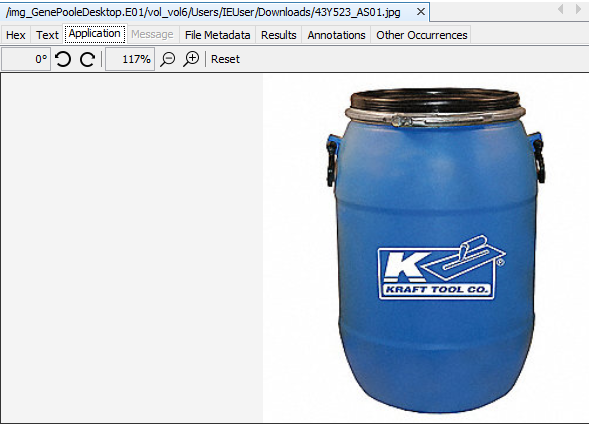 /img_GenePooleDesktop.E01/vol_vol6/Users/IEUser/Downloads/43Y523_AS01.jpg
Hex Text Application Message File Metadata Results Annotations Other Occurrences
0° 117% Reset
K
®
KRAFT TOOL CO.